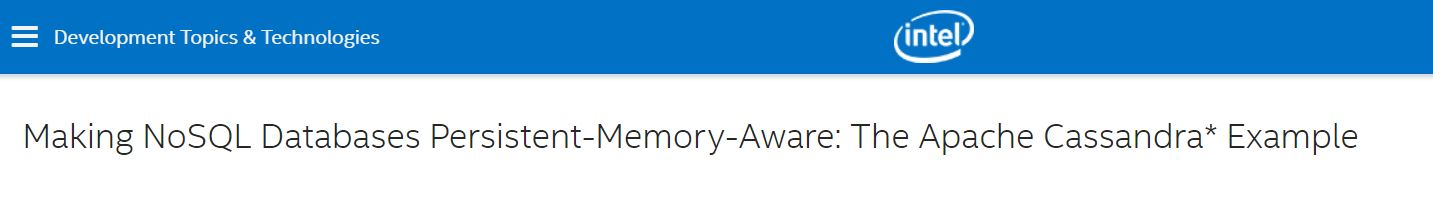 Development Topics & Technologies
intel
Making NoSQL Databases Persistent-Memory-Aware: The Apache Cassandra* Example